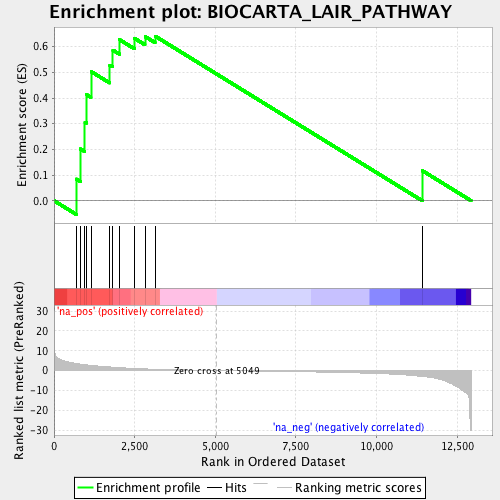 Enrichment plot: BIOCARTA_LAIR_PATHWAY
Enrichment score (ES)
0.6
0.5
0.4
0.3
0.2
0.1
0.0
Ranked list metric (PreRanked)
30
20
10
0
-10
-20
-30
'na_pos' (positively correlated)
Zero cross at 5049
'na_neg' (negatively correlated)
0 2,500 5,000 7,500 10,000 12,500
Rank in Ordered Dataset
Enrichment profile Hits Ranking metric scores